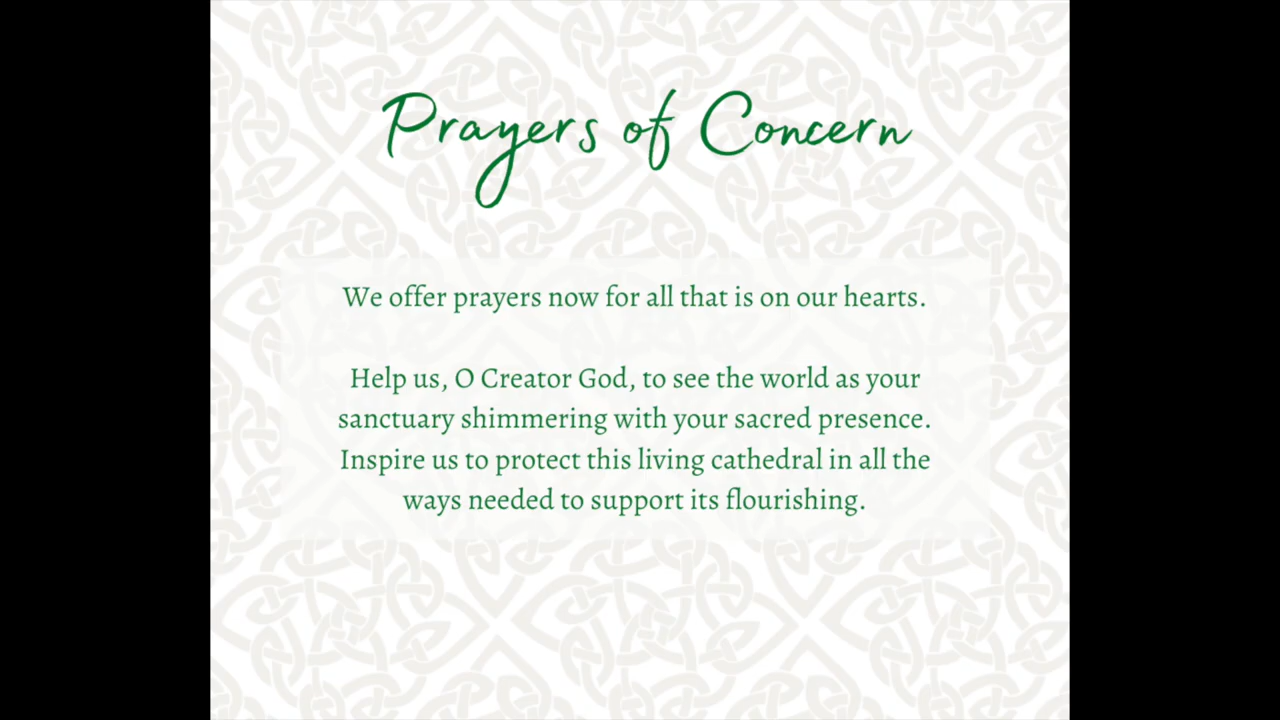 Prayers of Concern
We offer prayers now for all that is on our hearts.
Help us, O Creator God, to see the world as your
sanctuary shimmering with your sacred presence.
Inspire us to protect this living cathedral in all the
ways needed to support its flourishing.